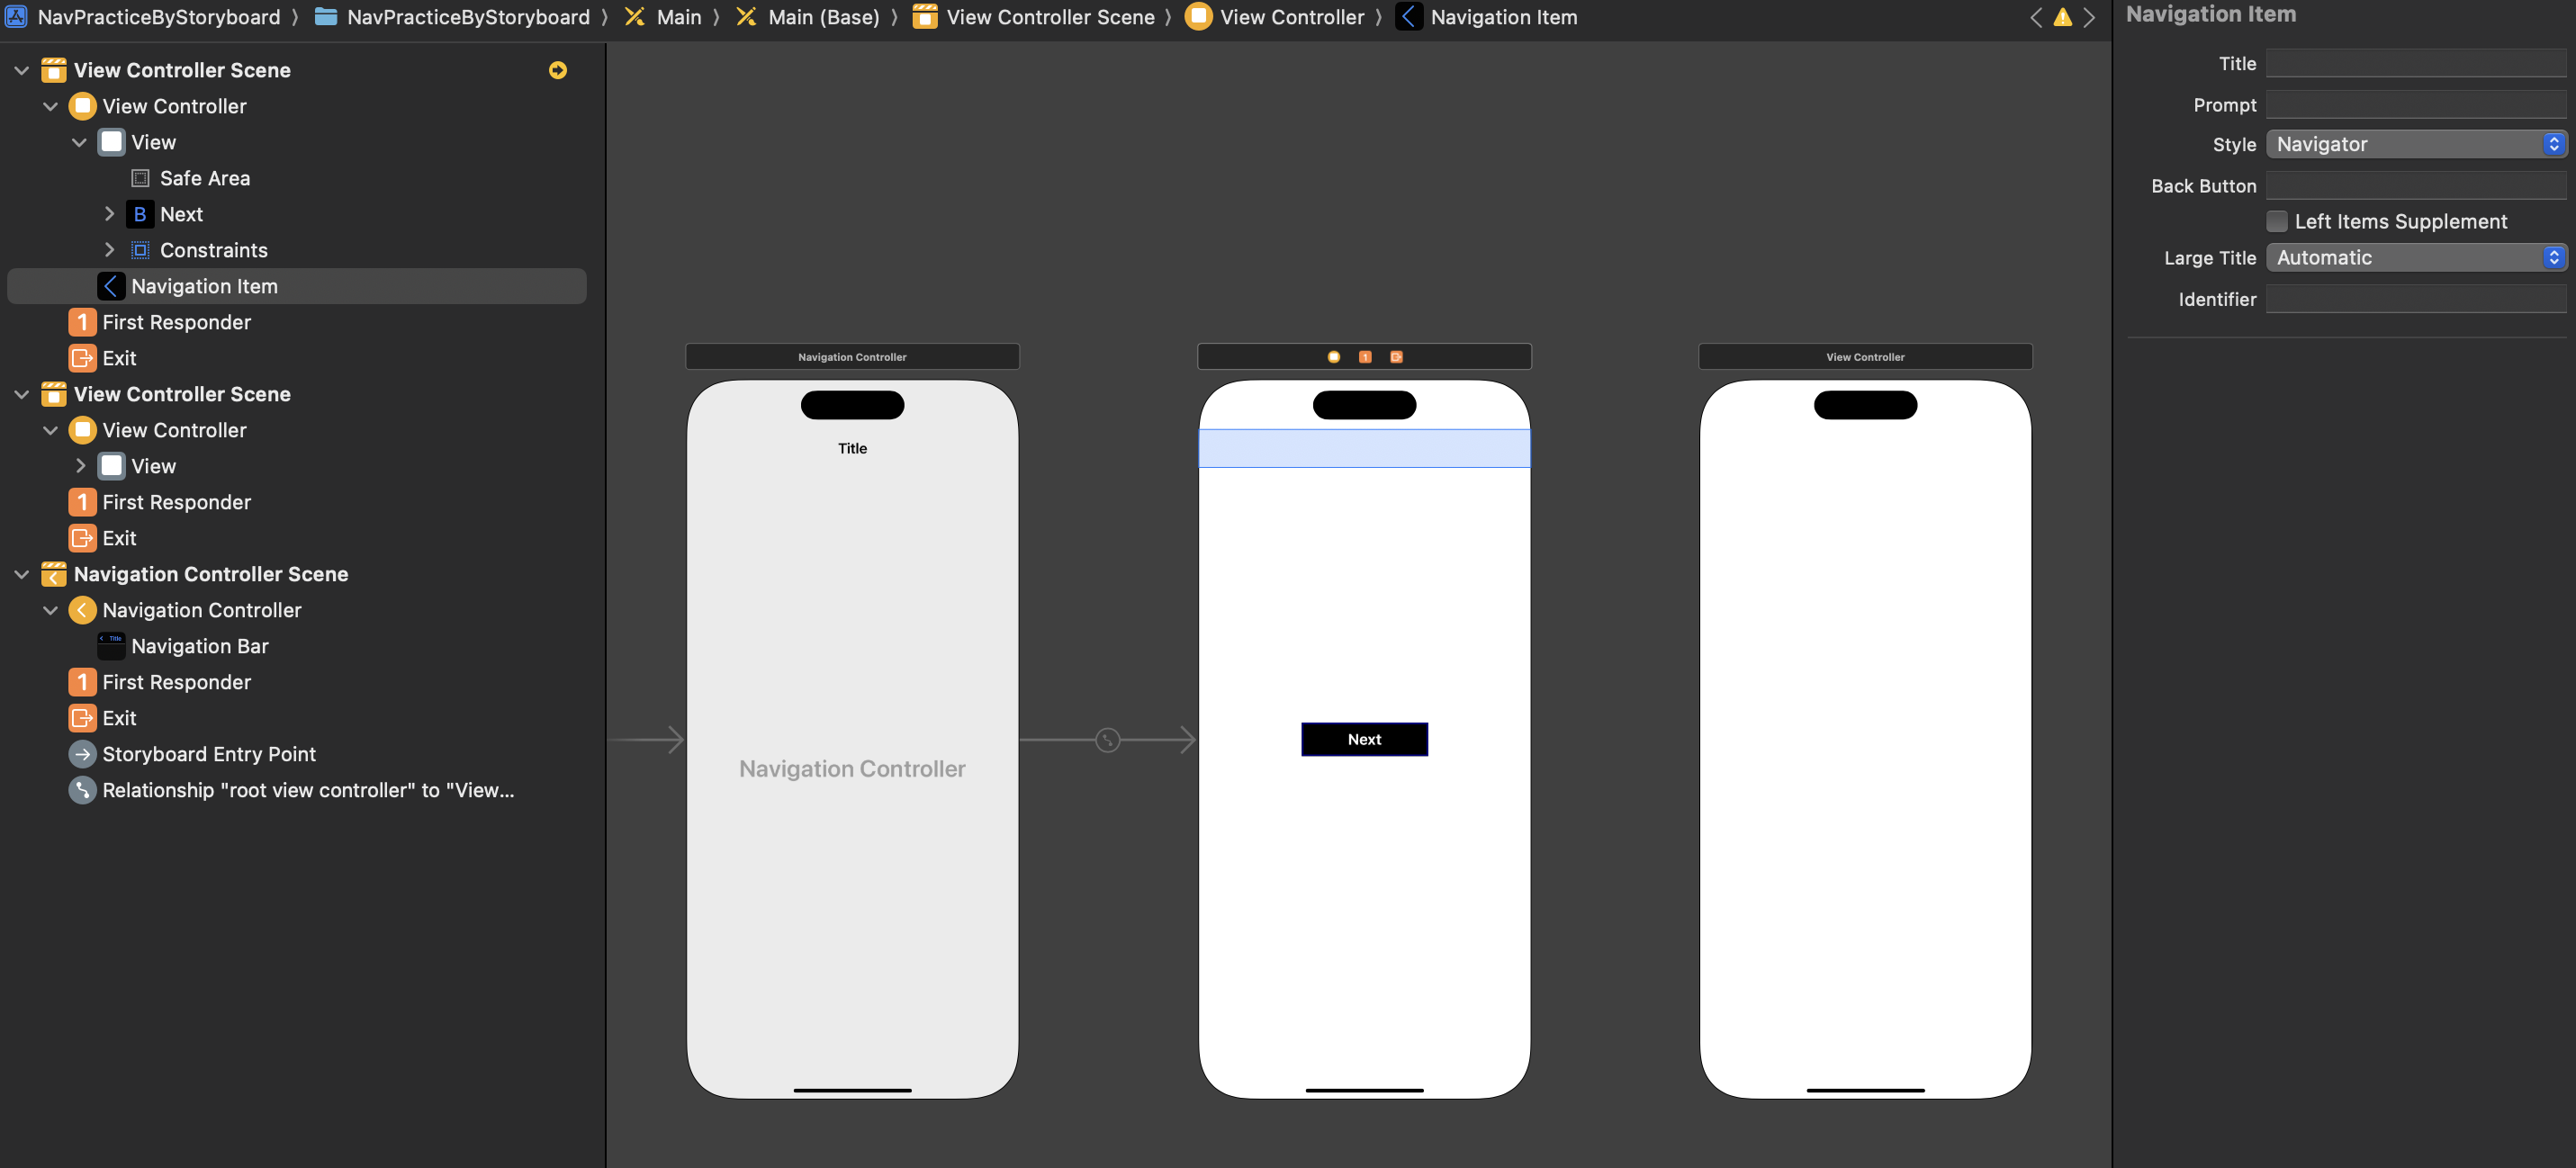 NavPracticeByStoryboard 〉 NavPracticeByStoryboard 〉 Main 〉 Main (Base) 〉 View Controller Scene 〉 View Controller 〉 Navigation Item
View Controller Scene
View Controller
View
Safe Area
B Next
Constraints
Navigation Item
1 First Responder
Exit
View Controller Scene
View Controller
View
1 First Responder
Exit
Navigation Controller Scene
Navigation Controller
Title Navigation Bar
1 First Responder
Exit
Storyboard Entry Point
Relationship "root view controller" to "View...
Navigation Controller
Title
Navigation Controller
1
Next
View Controller
Navigation Item
Title
Prompt
Style Navigator
Back Button
Left Items Supplement
Large Title Automatic
Identifier